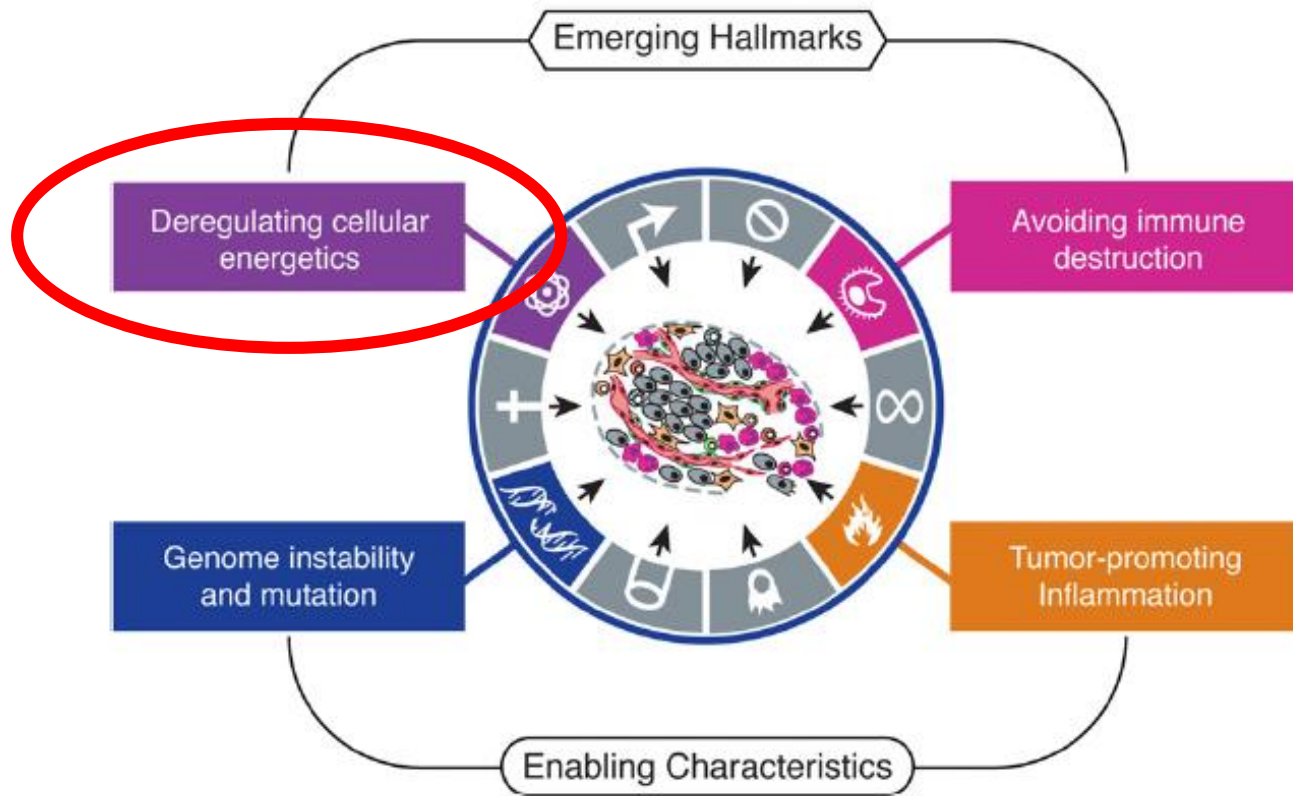 Emerging Hallmarks
Deregulating cellular
energetics
Avoiding immune
destruction
Genome instability
and mutation
Tumor-promoting
Inflammation
Enabling Characteristics